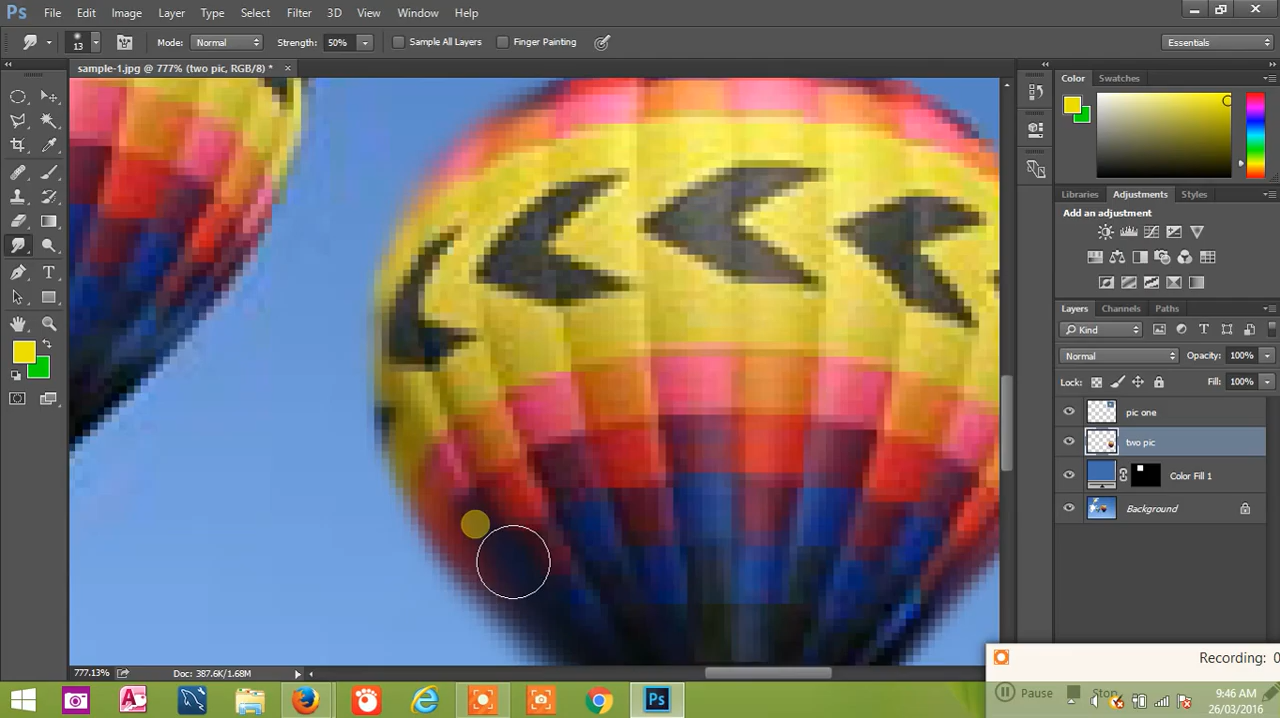 Ps File Edit Image Layer Type Select Filter 3D View Window Help
13 Mode: Normal Strength: 50% Sample All Layers Finger Painting Essentials
sample-1.jpg @ 777% (two pic, RGB/8) * ×
Color Swatches
Libraries Adjustments Styles
Add an adjustment
Layers Channels Paths
Kind
Normal Opacity: 100%
Lock: Fill: 100%
pic one
two pic
Color Fill 1
Background
777.13% Doc: 387.6K/1.68M
Recording: 0
Pause Stop
9:46 AM
26/03/2016